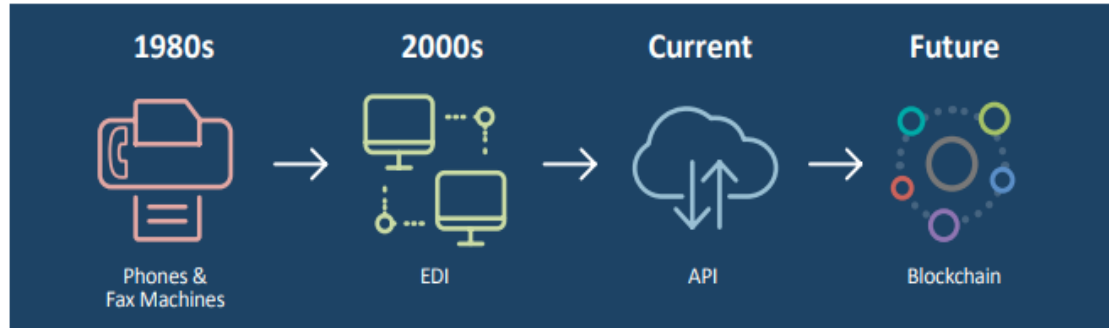 1980s
2000s
Current
Future
Phones &
Fax Machines
EDI
API
Blockchain